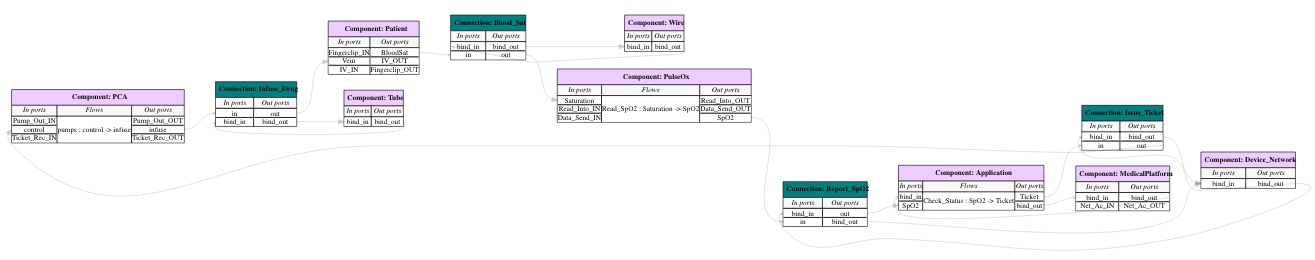 Component: PCA
In ports Flows Out ports
Pump_Out_IN Pump_Out_OUT
control pumps : control -> infuse infuse
Ticket_Rec_IN Ticket_Rec_OUT
Connection: Infuse_Drug
In ports Out ports
in out
bind_in bind_out
Component: Patient
In ports Out ports
Fingerclip_IN BloodSat
Vein IV_OUT
IV_IN Fingerclip_OUT
Component: Tube
In ports Out ports
bind_in bind_out
Connection: Blood_Sat
In ports Out ports
bind_in bind_out
in out
Component: Wire
In ports Out ports
bind_in bind_out
Component: PulseOx
In ports Flows Out ports
Saturation Read_Into_OUT
Read_Into_IN Read_SpO2 : Saturation -> SpO2 Data_Send_OUT
Data_Send_IN SpO2
Connection: Report_SpO2
In ports Out ports
bind_in out
in bind_out
Component: Application
In ports Flows Out ports
bind_in Check_Status : SpO2 -> Ticket Ticket
SpO2 bind_out
Connection: Issue_Ticket
In ports Out ports
bind_in bind_out
in out
Component: MedicalPlatform
In ports Out ports
bind_in bind_out
Net_Ac_IN Net_Ac_OUT
Component: Device_Network
In ports Out ports
bind_in bind_out